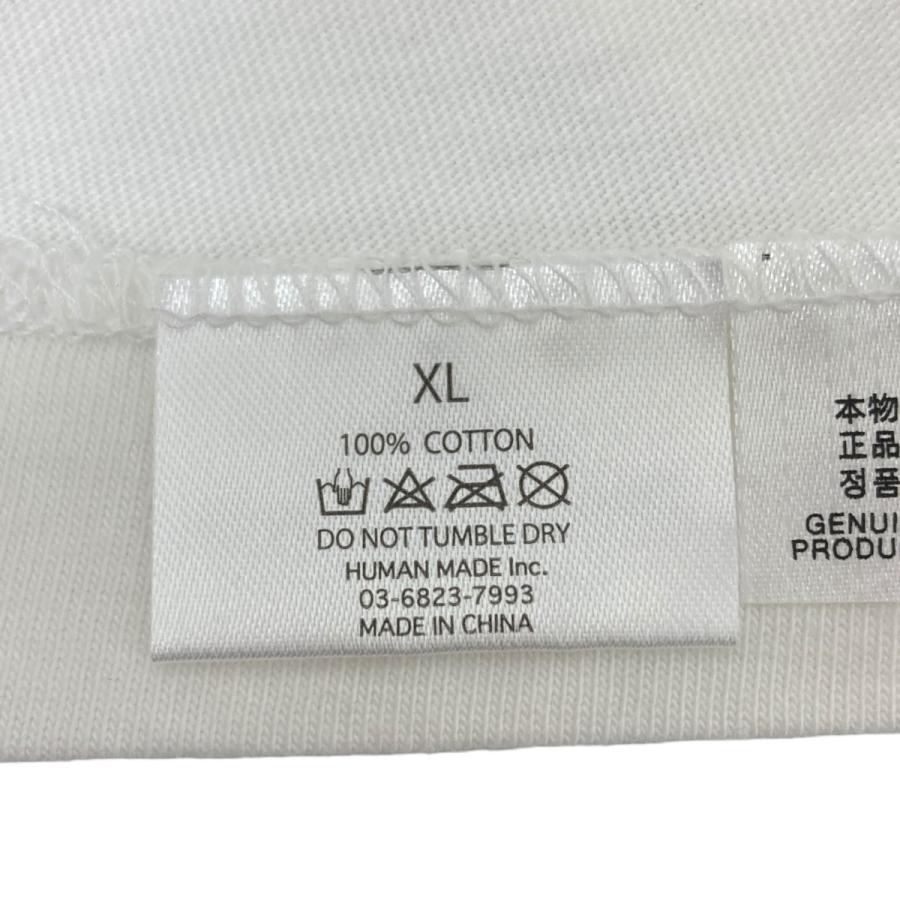 XL
100% COTTON
DO NOT TUMBLE DRY
HUMAN MADE Inc.
03-6823-7993
MADE IN CHINA
本物
正品
정품